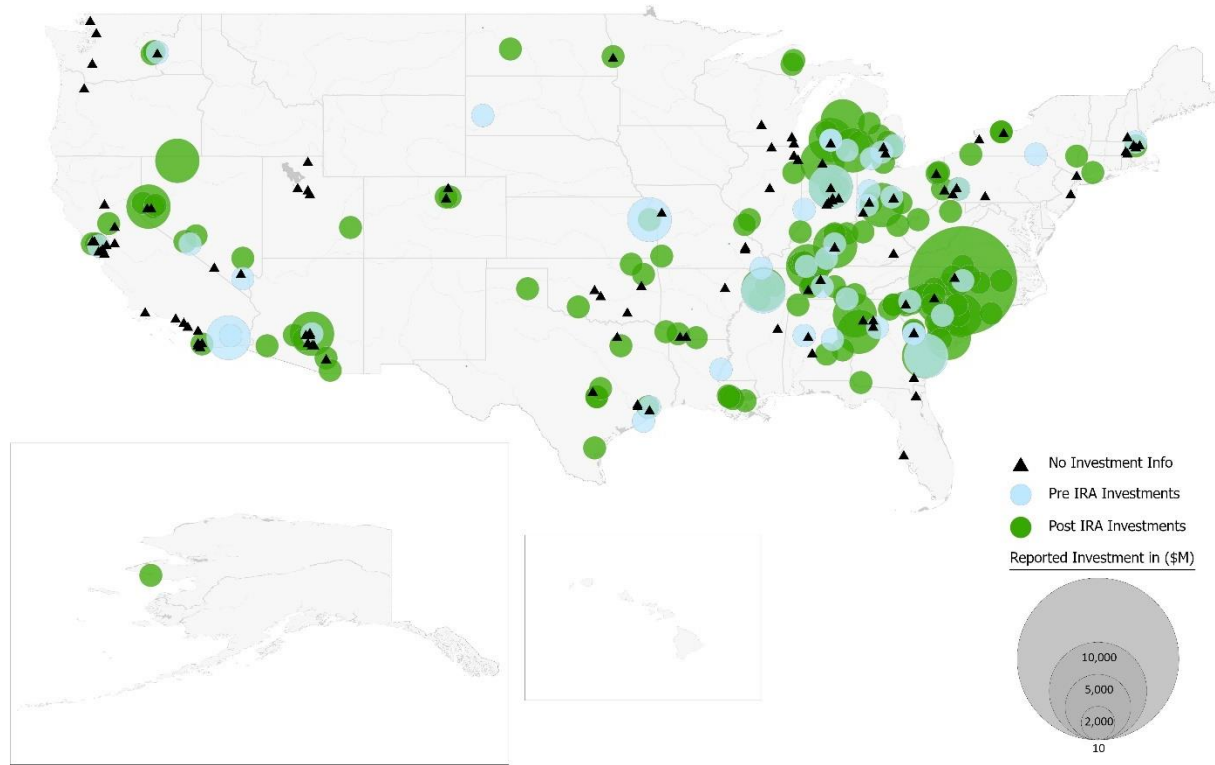 No Investment Info
Pre IRA Investments
Post IRA Investments
Reported Investment in ($M)
10,000
5,000
2,000
10